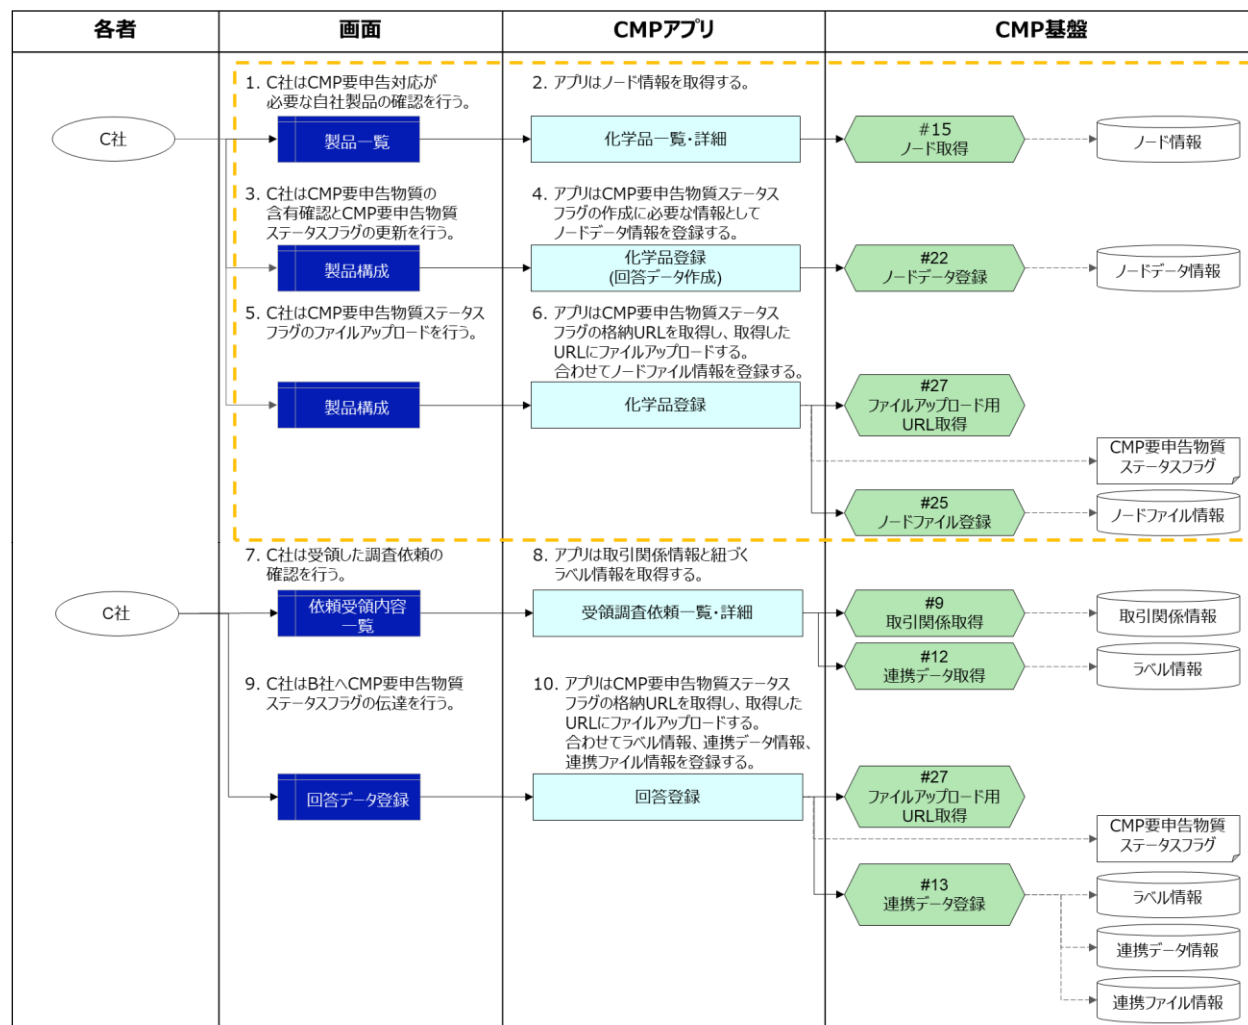 各者
画面
CMPアプリ
CMP基盤
1. C社はCMP要申告対応が
必要な自社製品の確認を行う。
2. アプリはノード情報を取得する。
C社
製品一覧
化学品一覧・詳細
#15
ノード取得
ノード情報
3. C社はCMP要申告物質の
含有確認とCMP要申告物質
ステータスフラグの更新を行う。
4. アプリはCMP要申告物質ステータス
フラグの作成に必要な情報として
ノードデータ情報を登録する。
製品構成
化学品登録
(回答データ作成)
#22
ノードデータ登録
ノードデータ情報
5. C社はCMP要申告物質ステータス
フラグのファイルアップロードを行う。
6. アプリはCMP要申告物質ステータス
フラグの格納URLを取得し、取得した
URLにファイルアップロードする。
合わせてノードファイル情報を登録する。
製品構成
化学品登録
#27
ファイルアップロード用
URL取得
CMP要申告物質
ステータスフラグ
#25
ノードファイル登録
ノードファイル情報
7. C社は受領した調査依頼の
確認を行う。
8. アプリは取引関係情報と紐づく
ラベル情報を取得する。
C社
依頼受領内容
一覧
受領調査依頼一覧・詳細
#9
取引関係取得
取引関係情報
#12
連携データ取得
ラベル情報
9. C社はB社へCMP要申告物質
ステータスフラグの伝達を行う。
10. アプリはCMP要申告物質ステータス
フラグの格納URLを取得し、取得した
URLにファイルアップロードする。
合わせてラベル情報、連携データ情報、
連携ファイル情報を登録する。
回答データ登録
回答登録
#27
ファイルアップロード用
URL取得
CMP要申告物質
ステータスフラグ
#13
連携データ登録
ラベル情報
連携データ情報
連携ファイル情報